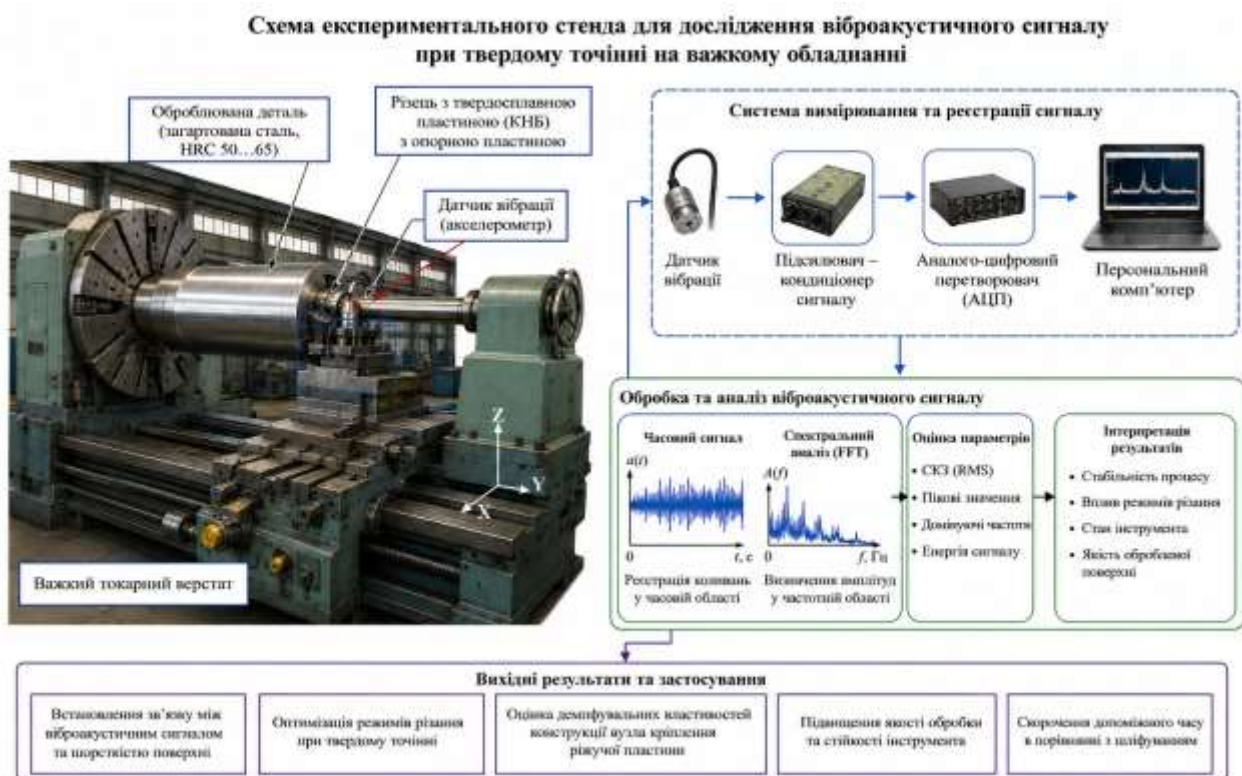 Схема експериментального стенда для дослідження віброакустичного сигналу
при твердому точінні на важкому обладнанні
Оброблювана деталь
(загартована сталь,
HRC 50…65)
Різець з твердосплавною
пластиною (КНБ)
з опорною пластиною
Датчик вібрації
(акселерометр)
Z
Y
X
Важкий токарний верстат
Система вимірювання та реєстрації сигналу
Датчик
вібрації
Підсилювач –
кондиціонер
сигналу
Аналого-цифровий
перетворювач
(АЦП)
Персональний
комп’ютер
Обробка та аналіз віброакустичного сигналу
Часовий сигнал
a(t)
0
t, с
Реєстрація коливань
у часовій області
Спектральний
аналіз (FFT)
A(f)
0
f, Гц
Визначення амплітуд
у частотній області
Оцінка параметрів
• СКЗ (RMS)
• Пікові значення
• Домінуючі частоти
• Енергія сигналу
Інтерпретація
результатів
• Стабільність процесу
• Вплив режимів різання
• Стан інструмента
• Якість обробленої
поверхні
Вихідні результати та застосування
Встановлення зв’язку між
віброакустичним сигналом
та шорсткістю поверхні
Оптимізація режимів різання
при твердому точінні
Оцінка демпфувальних властивостей
конструкції вузла кріплення
ріжучої пластини
Підвищення якості обробки
та стійкості інструмента
Скорочення допоміжного часу
в порівнянні з шліфуванням